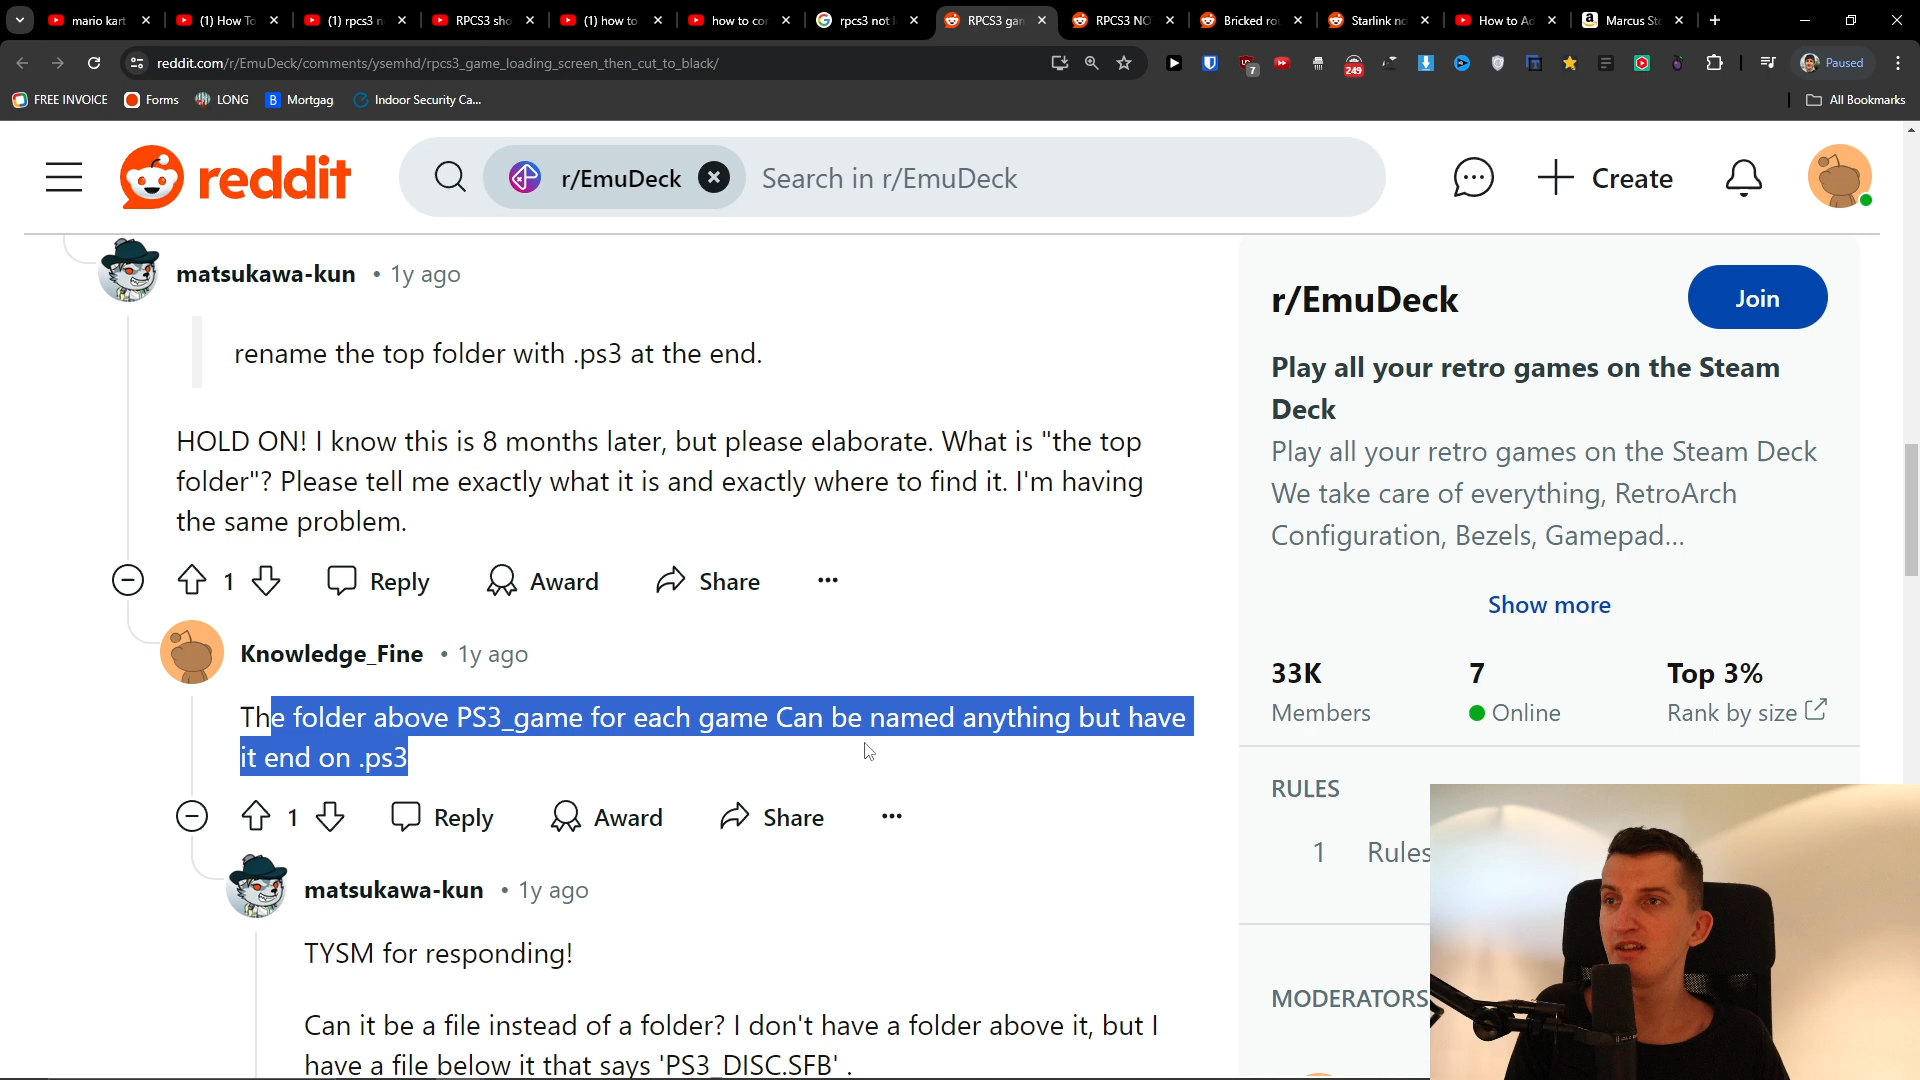 mario kart
(1) How To
(1) rpcs3 n
RPCS3 sho
(1) how to
how to cor
rpcs3 not l
RPCS3 gan
RPCS3 NO
Bricked rou
Starlink no
How to Ad
Marcus Sto
reddit.com/r/EmuDeck/comments/ysemhd/rpcs3_game_loading_screen_then_cut_to_black/
7
249
Paused
FREE INVOICE
Forms
LONG
Mortgag
Indoor Security Ca...
All Bookmarks
reddit
r/EmuDeck
Search in r/EmuDeck
Create
matsukawa-kun • 1y ago
rename the top folder with .ps3 at the end.
HOLD ON! I know this is 8 months later, but please elaborate. What is "the top
folder"? Please tell me exactly what it is and exactly where to find it. I'm having
the same problem.
1
Reply
Award
Share
Knowledge_Fine • 1y ago
The folder above PS3_game for each game Can be named anything but have
it end on .ps3
1
Reply
Award
Share
matsukawa-kun • 1y ago
TYSM for responding!
Can it be a file instead of a folder? I don't have a folder above it, but I
have a file below it that says 'PS3_DISC.SFB' .
r/EmuDeck
Join
Play all your retro games on the Steam
Deck
Play all your retro games on the Steam Deck
We take care of everything, RetroArch
Configuration, Bezels, Gamepad...
Show more
33K
7
Top 3%
Members
Online
Rank by size
RULES
1
Rules
MODERATORS